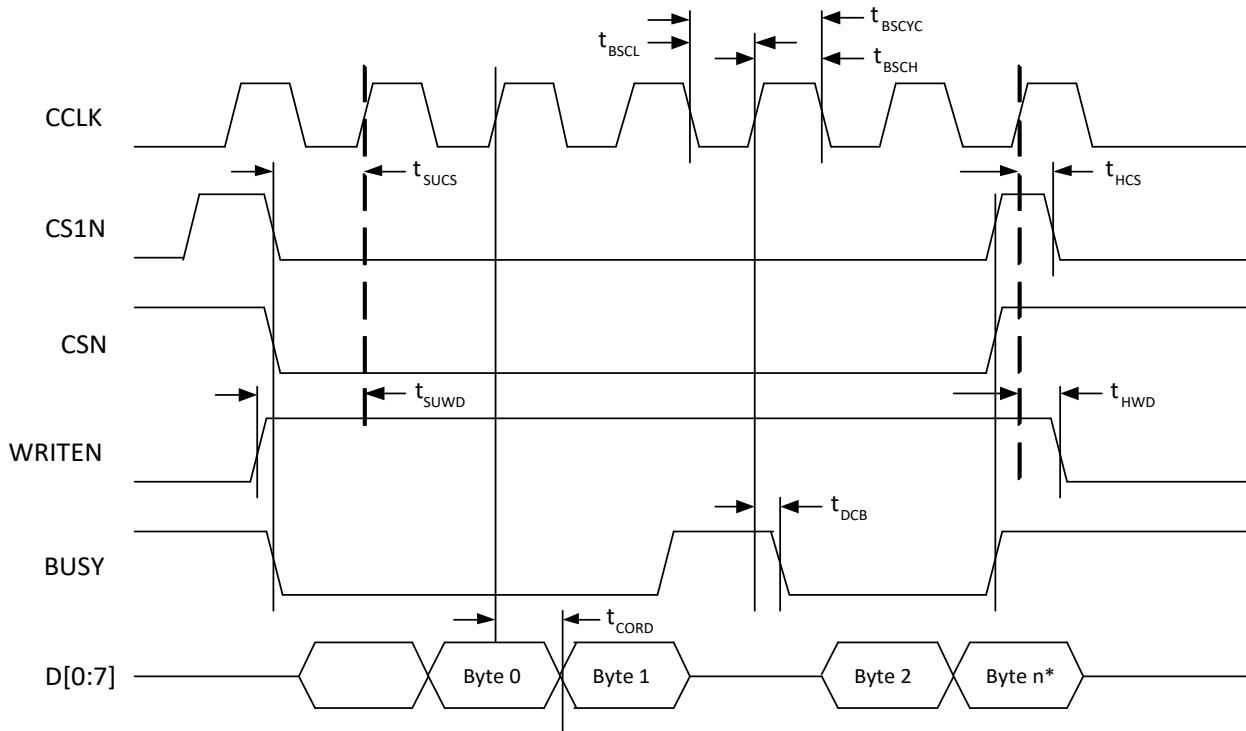 t_BSCYC
t_BSCL
t_BSCH
CCLK
t_SUCS
t_HCS
CS1N
CSN
t_SUWD
t_HWD
WRITEN
t_DCB
BUSY
t_CORD
D[0:7]
Byte 0
Byte 1
Byte 2
Byte n*